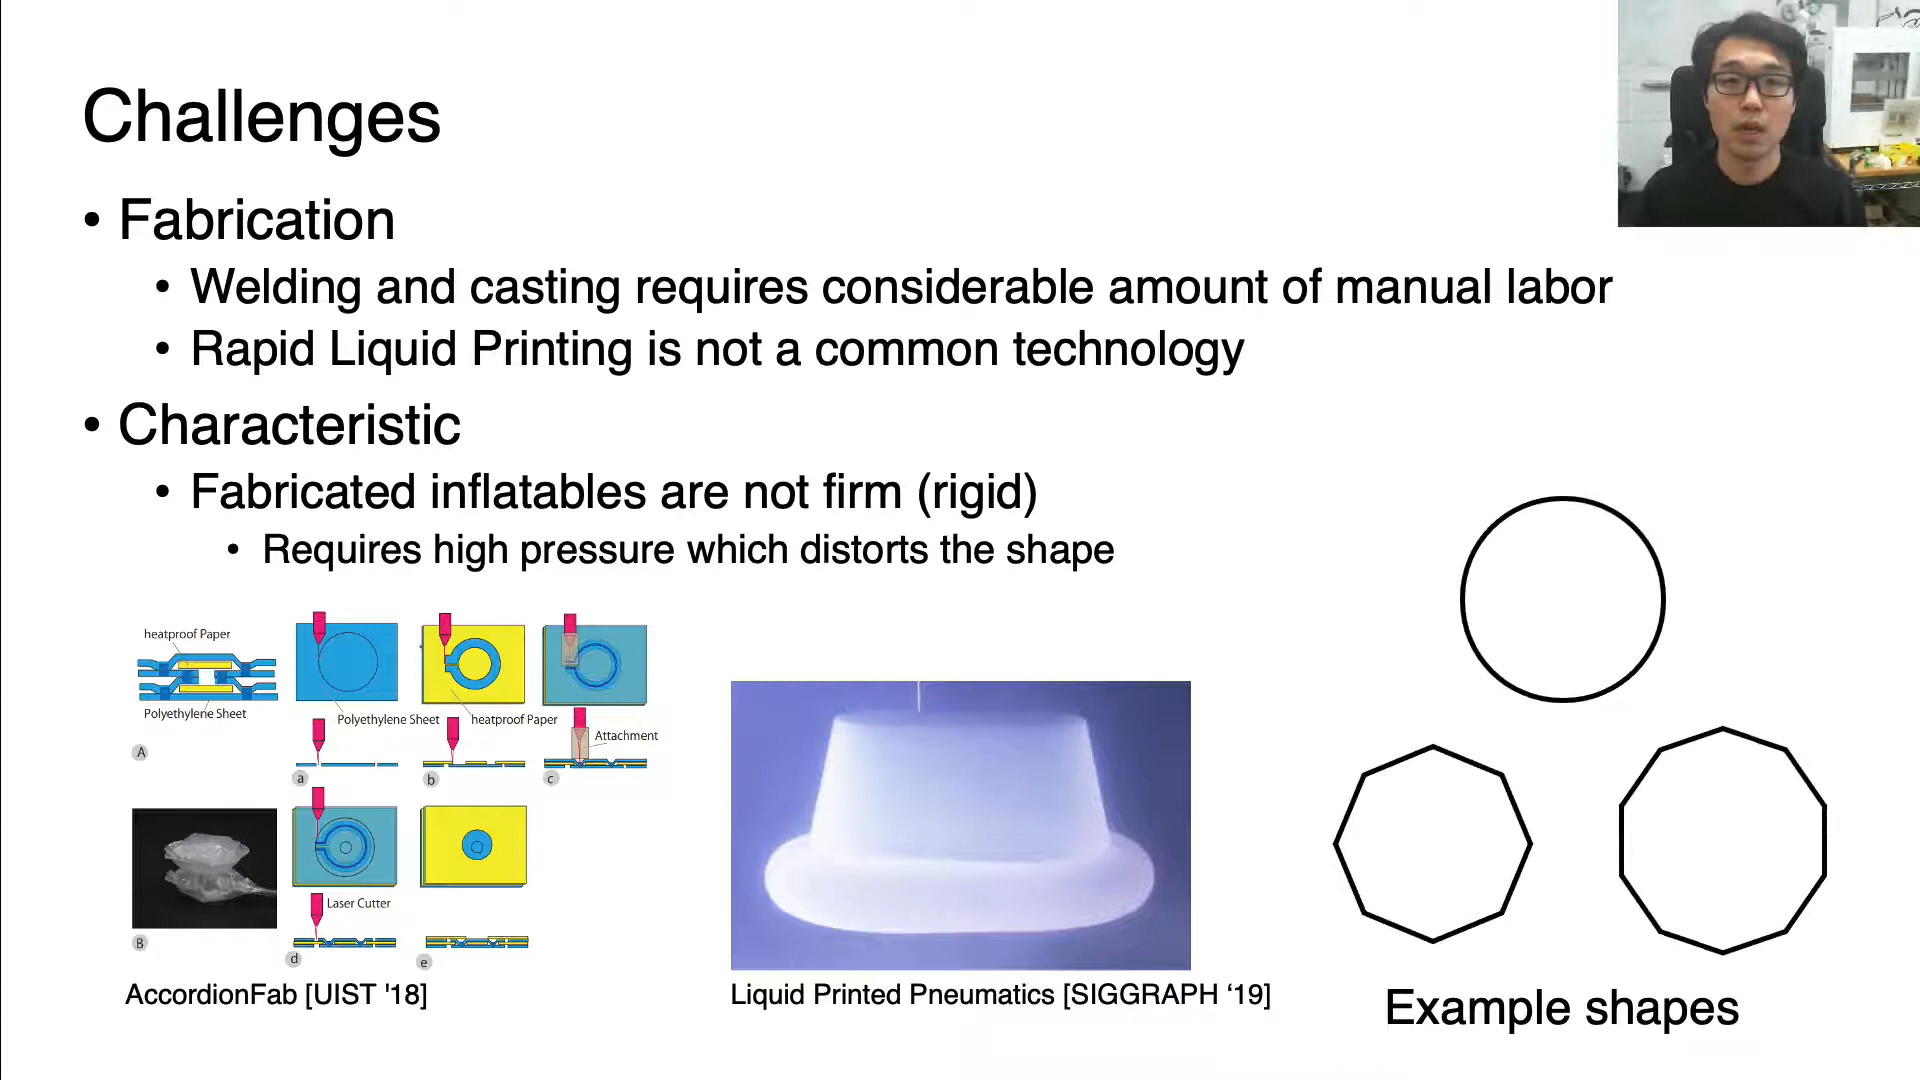 Challenges
• Fabrication
• Welding and casting requires considerable amount of manual labor
• Rapid Liquid Printing is not a common technology
• Characteristic
• Fabricated inflatables are not firm (rigid)
• Requires high pressure which distorts the shape
heatproof Paper
Polyethylene Sheet
A
Polyethylene Sheet
heatproof Paper
Attachment
a
b
c
B
Laser Cutter
d
e
AccordionFab [UIST '18]
Liquid Printed Pneumatics [SIGGRAPH ‘19]
Example shapes